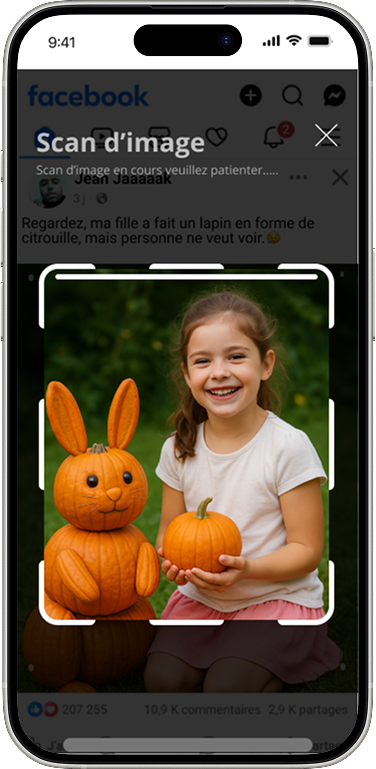 9:41
facebook
2
Scan d'image
Scan d'image en cours veuillez patienter.....
Jean Jaaaaak
3 j
Regardez, ma fille a fait un lapin en forme de
citrouille, mais personne ne veut voir.😉
207 255 10,9 K commentaires 2,9 K partages